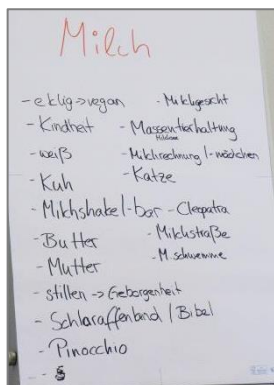 Milch
- eklig → vegan
- Milchgesicht
- Kindheit
- Massentierhaltung
- weiß
- Milchrechnung / -mädchen
- Kuh
- Katze
- Milchshake / -bar
- Cleopatra
- Butter
- Milchstraße
- Mutter
- M. schwemme
- stillen → Geborgenheit
- Schlaraffenland / Bibel
- Pinocchio